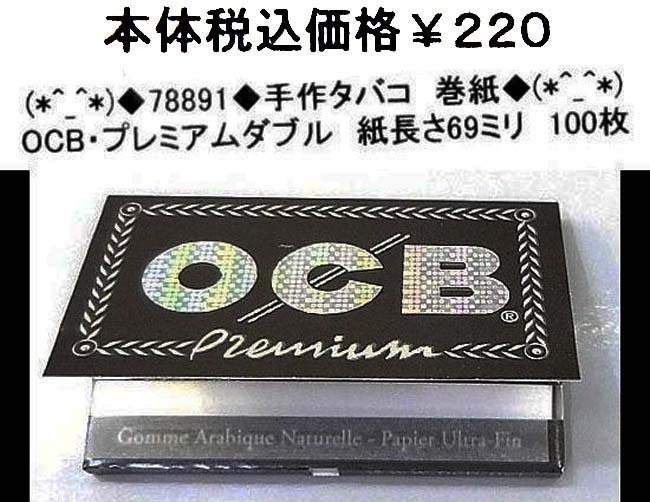 本体税込価格￥220
(*^_^*)◆78891◆手作タバコ 巻紙◆(*^_^*)
OCB・プレミアムダブル 紙長さ69ミリ 100枚
OCB®
Premium
Gomme Arabique Naturelle - Papier Ultra-Fin